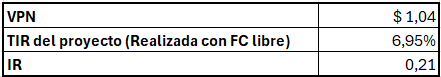 VPN $ 1,04
TIR del proyecto (Realizada con FC libre) 6,95%
IR 0,21